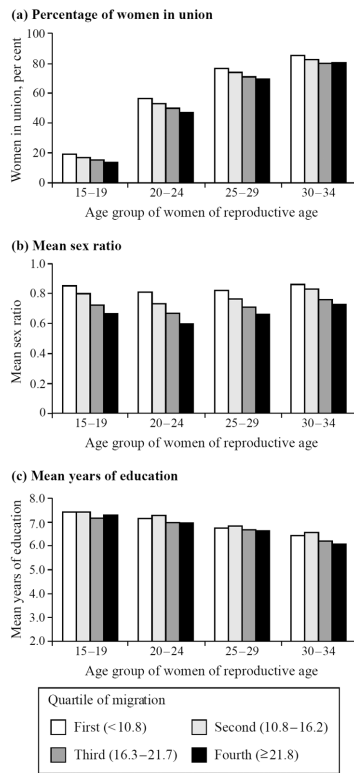 (a) Percentage of women in union
Women in union, per cent
100
80
60
40
20
0
15–19 20–24 25–29 30–34
Age group of women of reproductive age
(b) Mean sex ratio
Mean sex ratio
1.0
0.8
0.6
0.4
0.2
0
15–19 20–24 25–29 30–34
Age group of women of reproductive age
(c) Mean years of education
Mean years of education
8.0
7.0
6.0
5.0
4.0
3.0
2.0
15–19 20–24 25–29 30–34
Age group of women of reproductive age
Quartile of migration
First (<10.8) Second (10.8–16.2)
Third (16.3–21.7) Fourth (≥21.8)